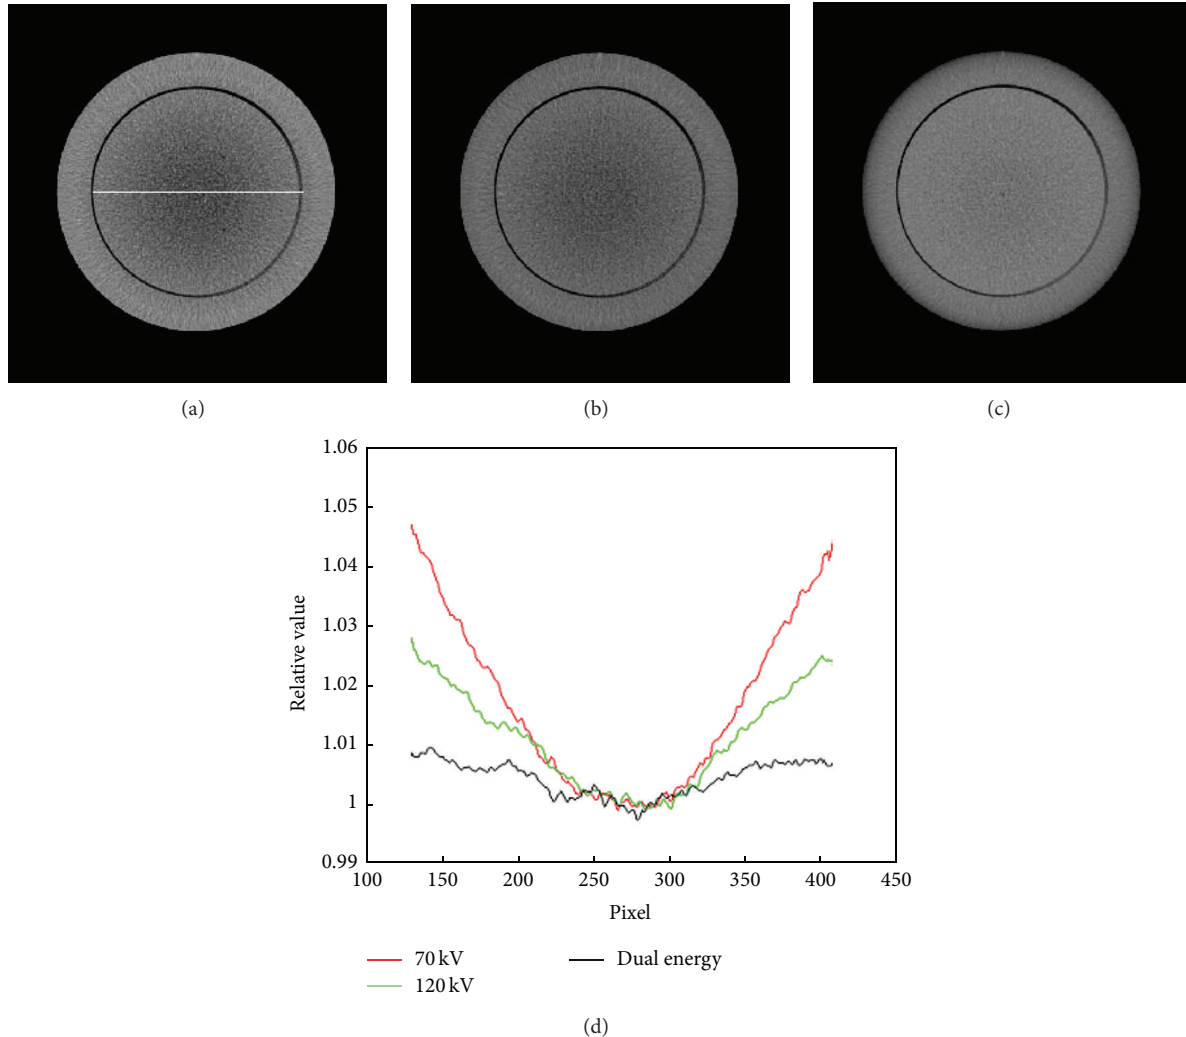 (a)
(b)
(c)
1.06
1.05
1.04
1.03
1.02
1.01
1
0.99
Relative value
100 150 200 250 300 350 400 450
Pixel
70 kV
Dual energy
120 kV
(d)